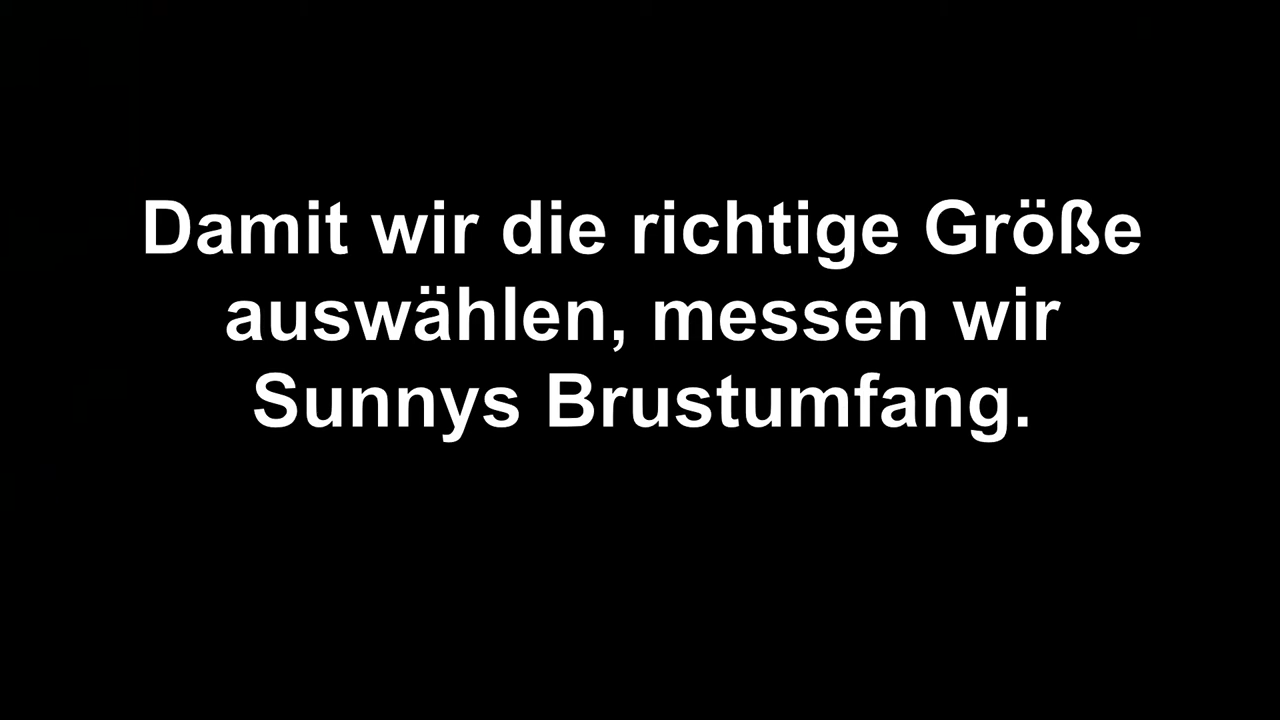 Damit wir die richtige Größe
auswählen, messen wir
Sunnys Brustumfang.